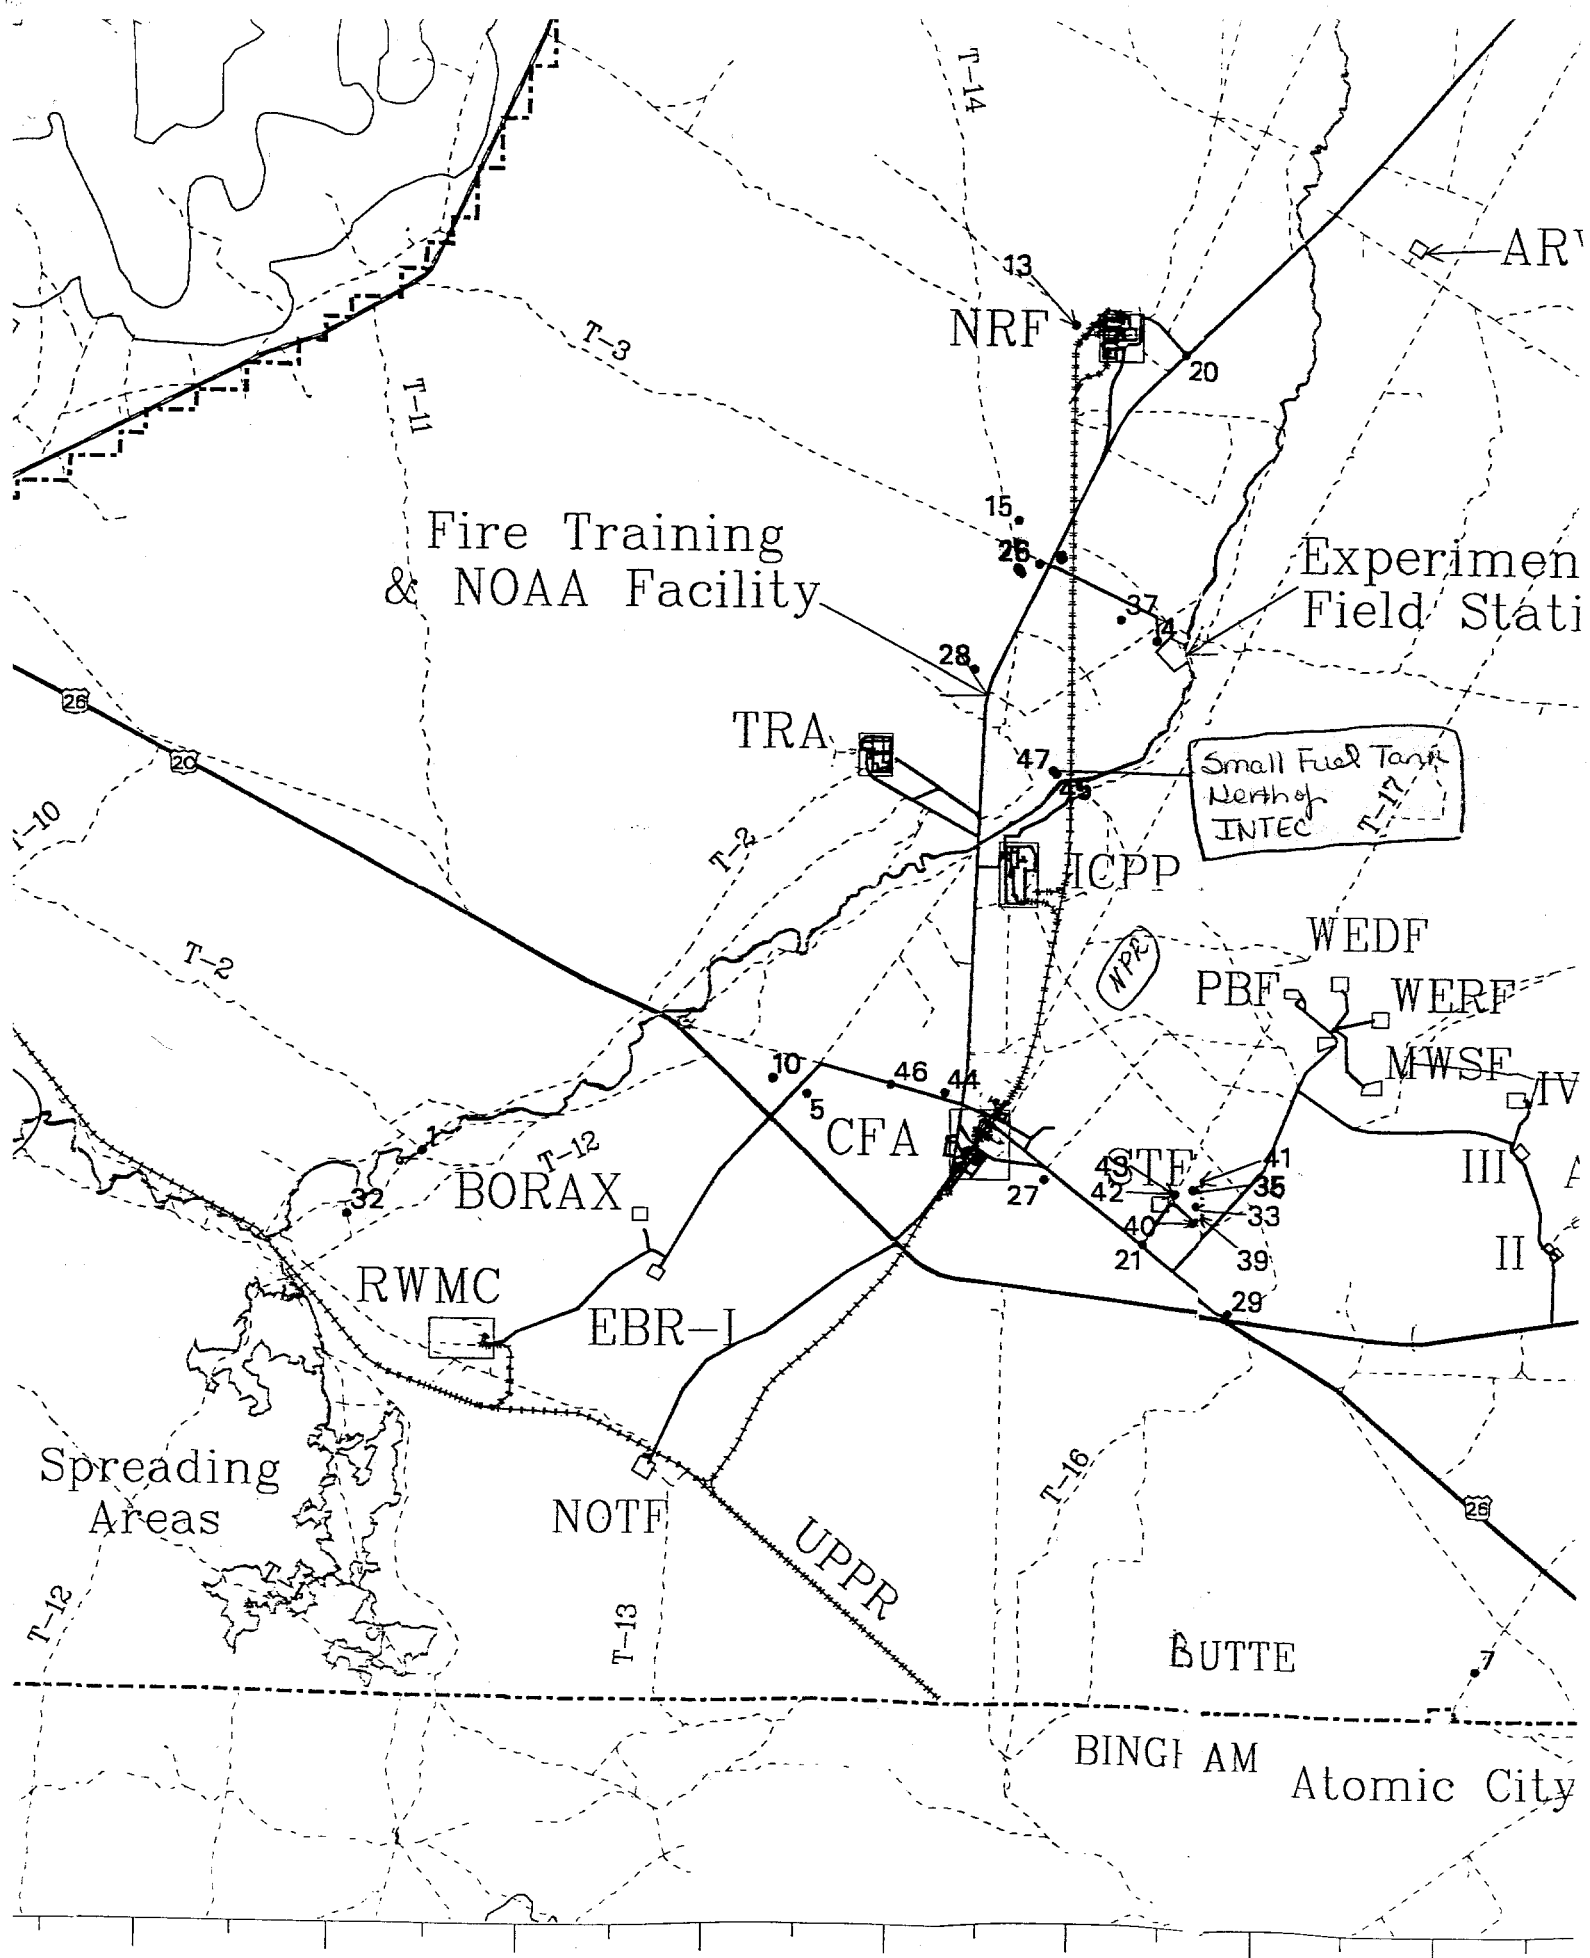 T-14
ARV
13
NRF
T-3
20
T-11
15
26
Fire Training
& NOAA Facility
Experimen
Field Stati
37
4
28
26
20
TRA
47
45
Small Fuel Tank
North of
INTEC
T-17
T-10
T-2
ICPP
T-2
NPR
WEDF
PBF
WERF
MWSF
IV
10
46
44
5
CFA
1
T-12
BORAX
32
27
STF
43
42
40
21
41
35
33
39
III
A
II
RWMC
EBR-I
29
Spreading
Areas
NOTF
UPPR
T-16
26
T-12
T-13
BUTTE
7
BINGHAM
Atomic City